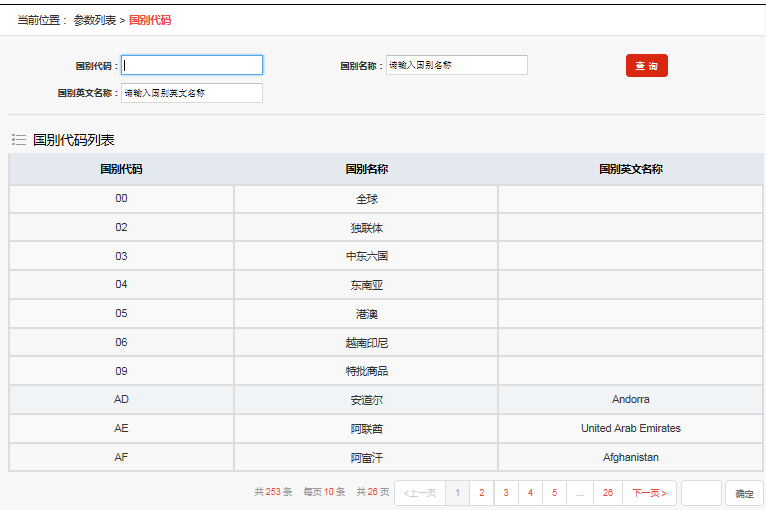 当前位置： 参数列表 > 国别代码
国别代码： 国别名称： 请输入国别名称 查 询
国别英文名称： 请输入国别英文名称
国别代码列表
国别代码 国别名称 国别英文名称
00 全球
02 独联体
03 中东六国
04 东南亚
05 港澳
06 越南印尼
09 特批商品
AD 安道尔 Andorra
AE 阿联酋 United Arab Emirates
AF 阿富汗 Afghanistan
共 253 条 每页 10 条 共 26 页 <上一页 1 2 3 4 5 ... 26 下一页 > 确定